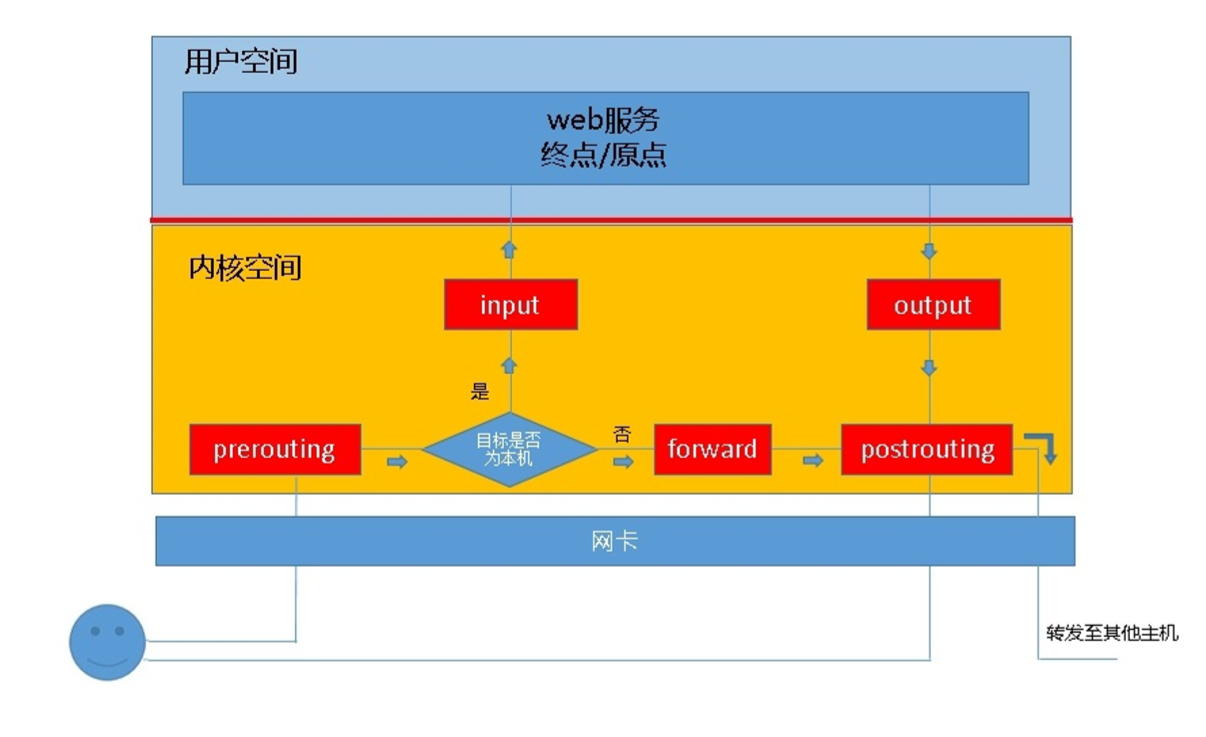 用户空间
web服务
终点/原点
内核空间
input
output
是
prerouting
目标是否
为本机
否
forward
postrouting
网卡
转发至其他主机